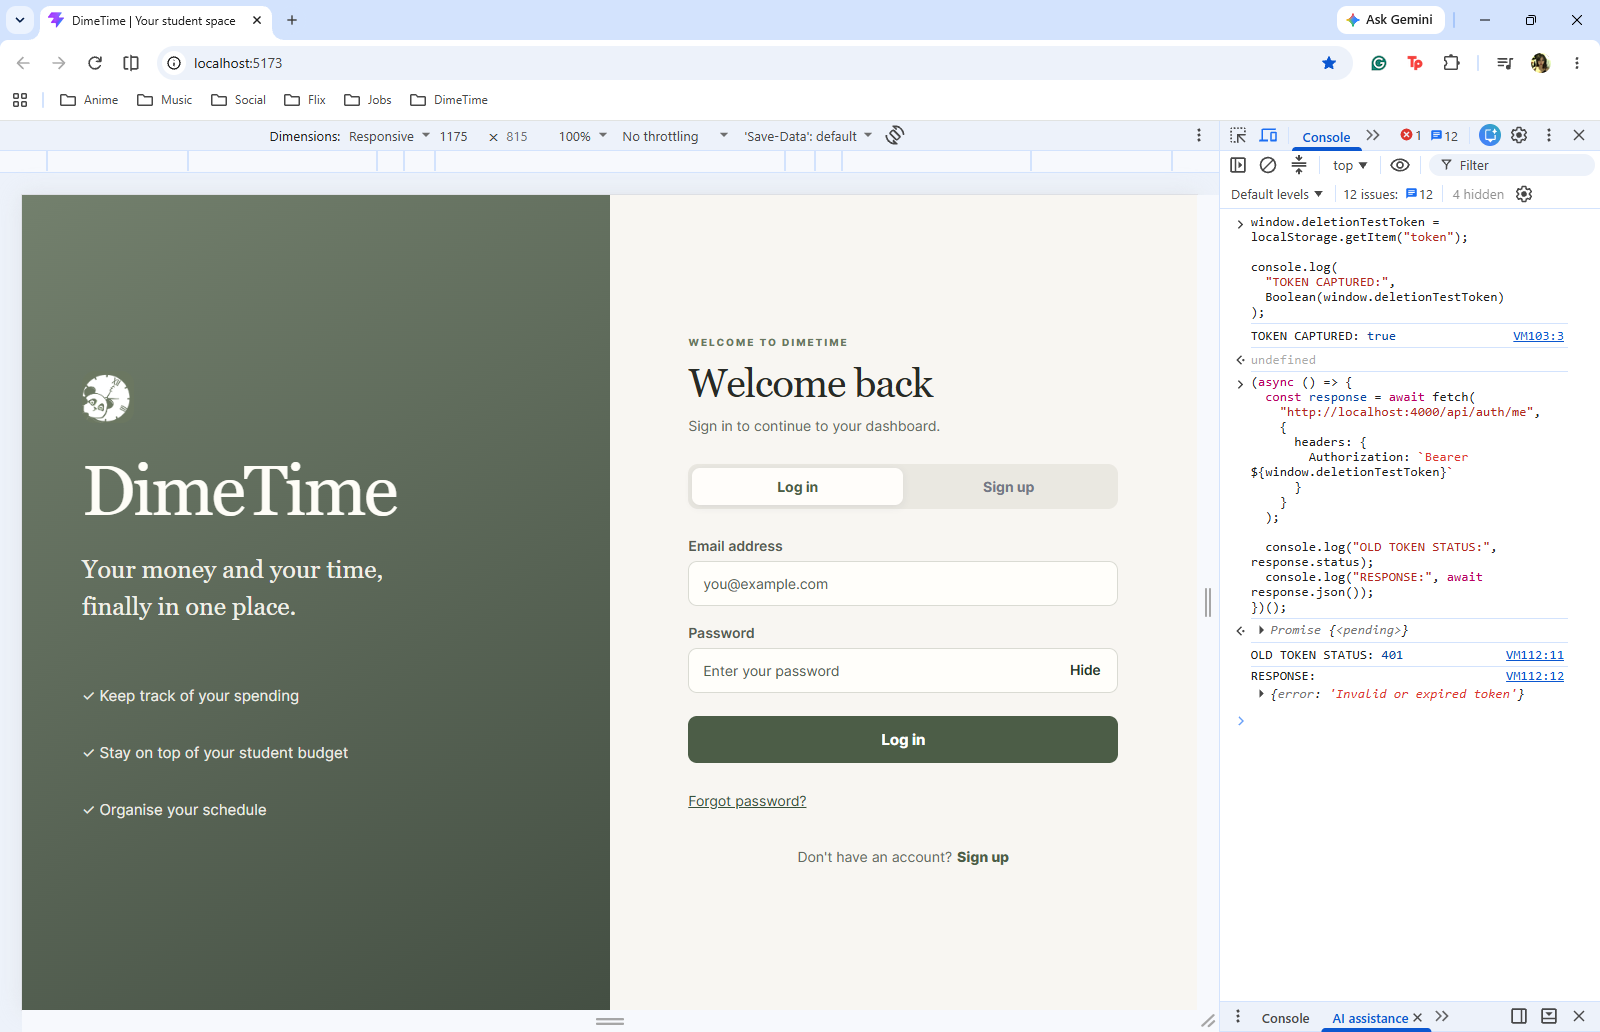 DimeTime | Your student space
Ask Gemini
localhost:5173
Anime
Music
Social
Flix
Jobs
DimeTime
Dimensions: Responsive 1175 × 815 100% No throttling 'Save-Data': default
Console 1 12
top Filter
Default levels 12 issues: 12 4 hidden
DimeTime
Your money and your time,
finally in one place.
✓ Keep track of your spending
✓ Stay on top of your student budget
✓ Organise your schedule
WELCOME TO DIMETIME
Welcome back
Sign in to continue to your dashboard.
Log in Sign up
Email address
you@example.com
Password
Enter your password Hide
Log in
Forgot password?
Don't have an account? Sign up
window.deletionTestToken =
localStorage.getItem("token");
console.log(
"TOKEN CAPTURED:",
Boolean(window.deletionTestToken)
);
TOKEN CAPTURED: true VM103:3
undefined
(async () => {
const response = await fetch(
"http://localhost:4000/api/auth/me",
{
headers: {
Authorization: `Bearer
${window.deletionTestToken}`
}
}
);
console.log("OLD TOKEN STATUS:",
response.status);
console.log("RESPONSE:", await
response.json());
})();
Promise {<pending>}
OLD TOKEN STATUS: 401 VM112:11
RESPONSE: VM112:12
{error: 'Invalid or expired token'}
Console AI assistance